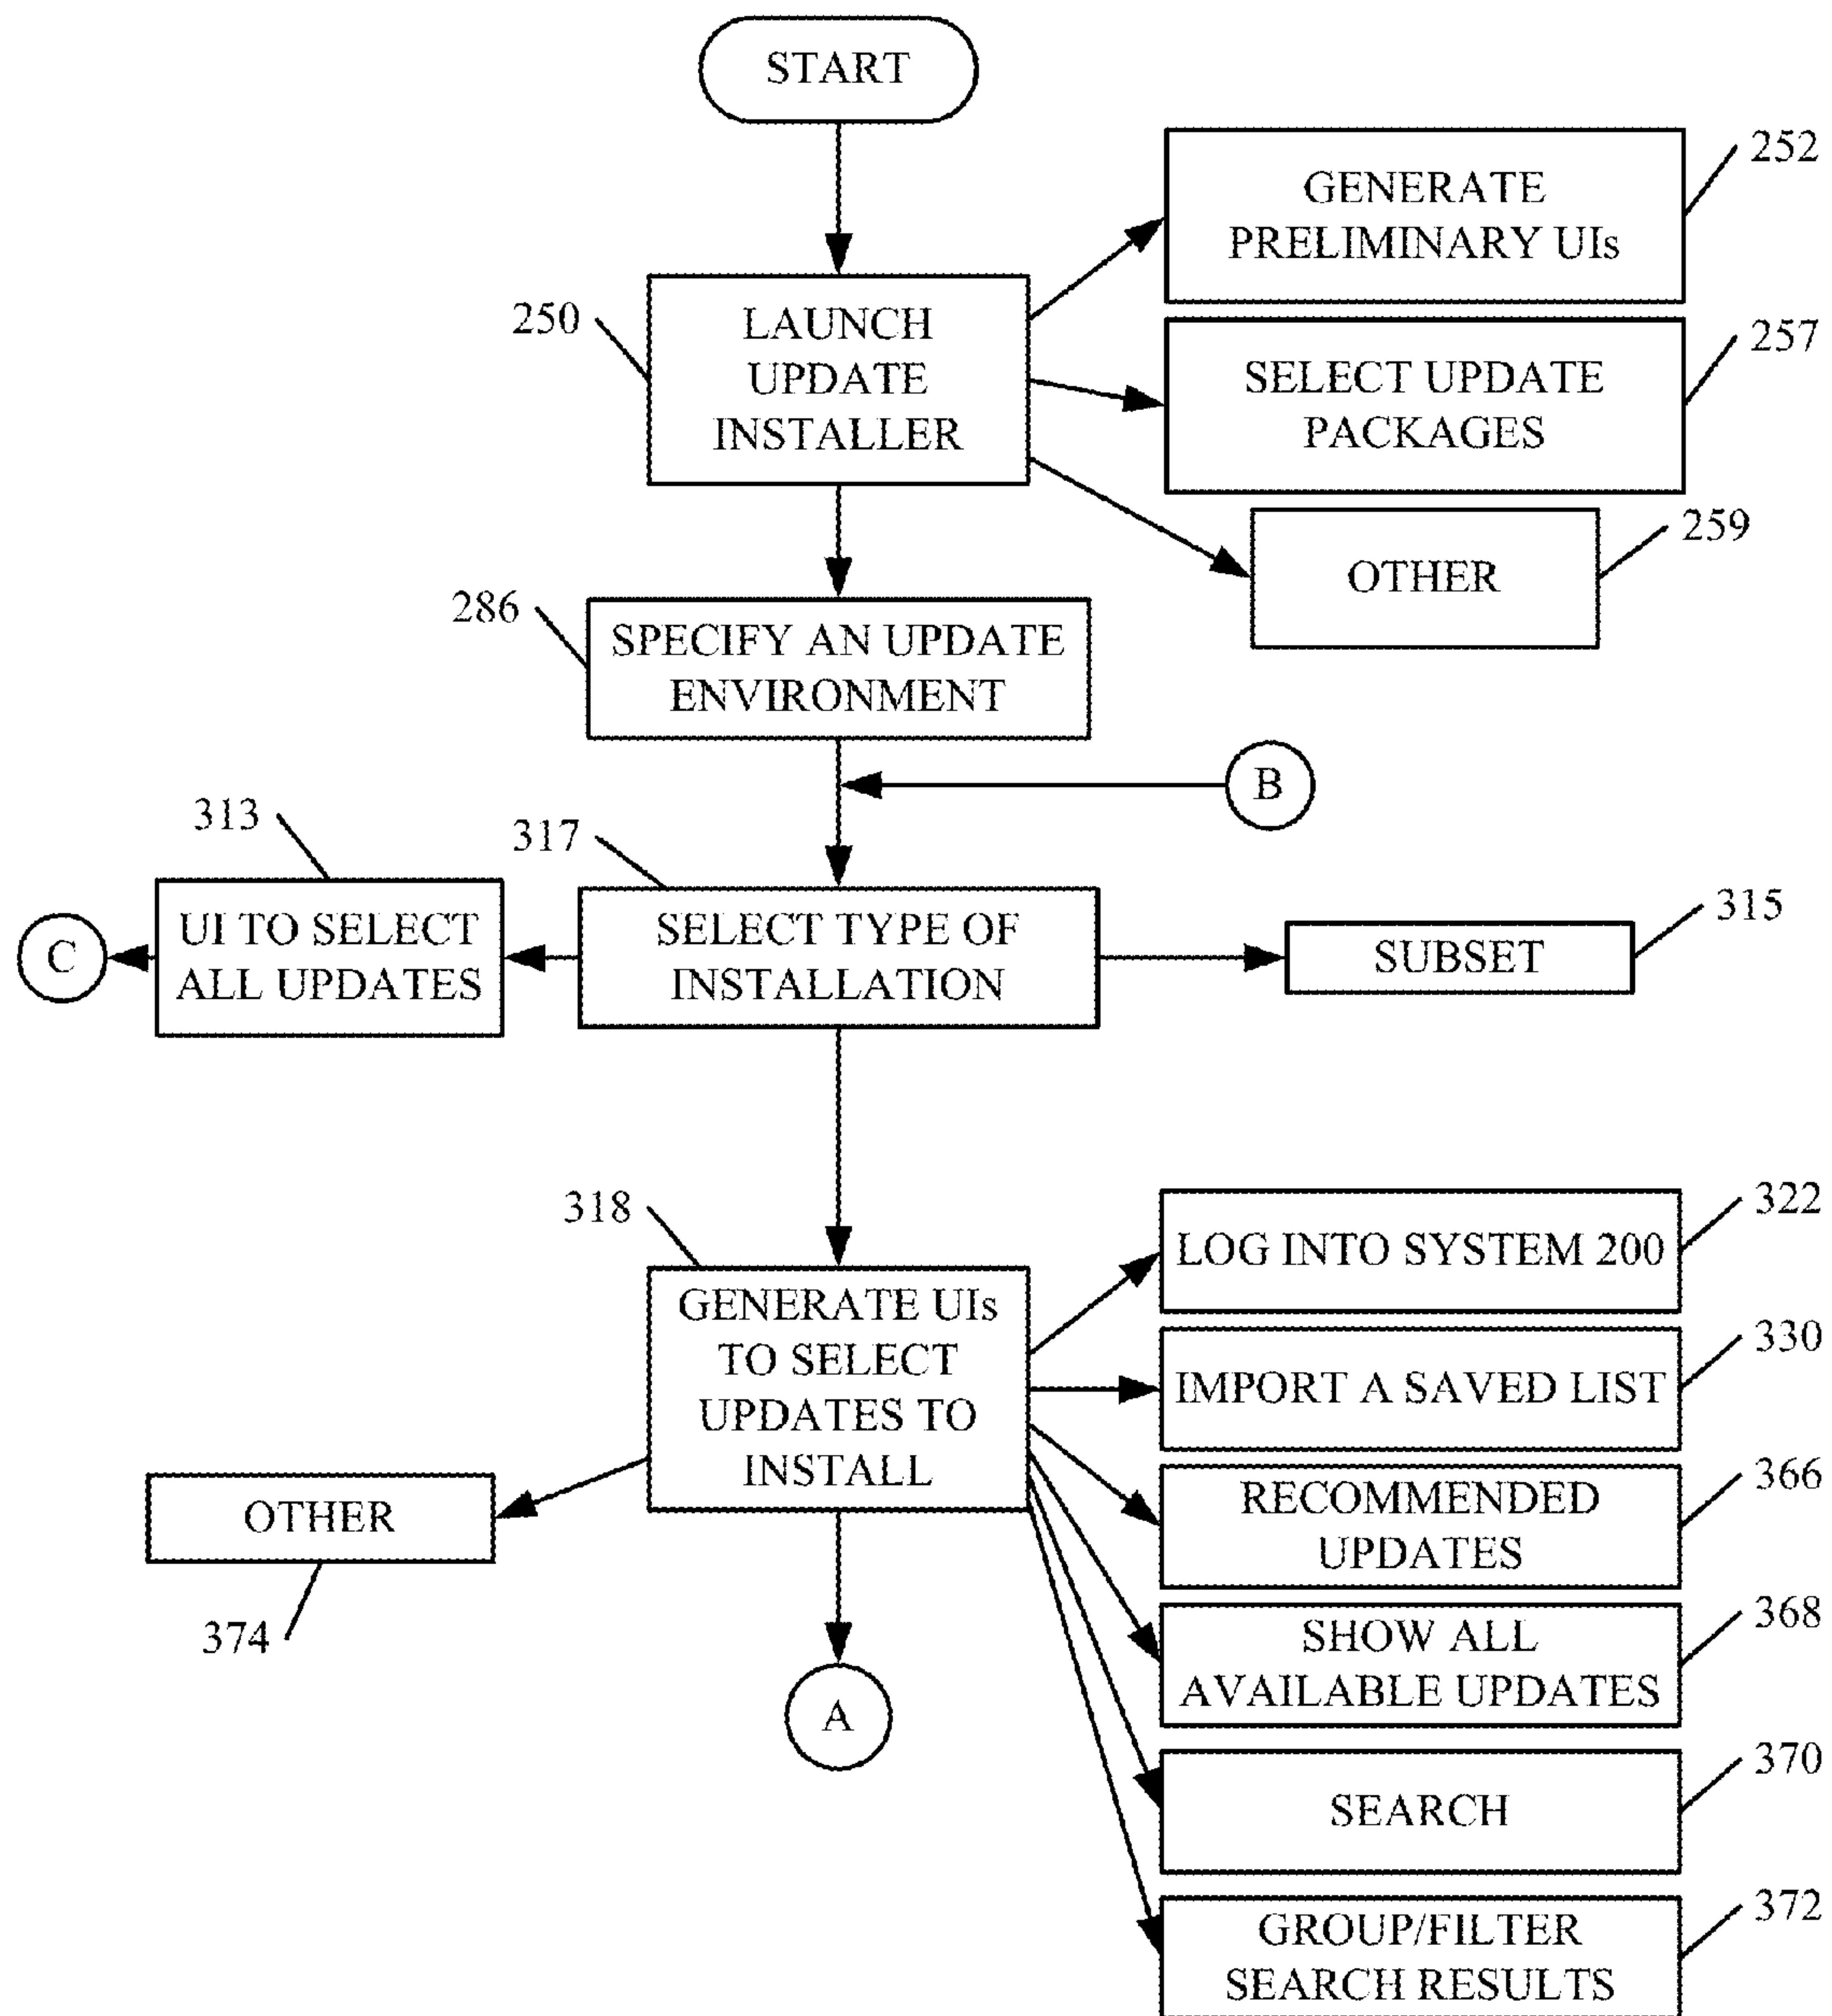 START
252
GENERATE
PRELIMINARY UIs
250
LAUNCH
UPDATE
INSTALLER
257
SELECT UPDATE
PACKAGES
259
OTHER
286
SPECIFY AN UPDATE
ENVIRONMENT
B
313
317
C
UI TO SELECT
ALL UPDATES
SELECT TYPE OF
INSTALLATION
315
SUBSET
318
GENERATE UIs
TO SELECT
UPDATES TO
INSTALL
322
LOG INTO SYSTEM 200
330
IMPORT A SAVED LIST
366
RECOMMENDED
UPDATES
OTHER
374
368
SHOW ALL
AVAILABLE UPDATES
A
370
SEARCH
372
GROUP/FILTER
SEARCH RESULTS